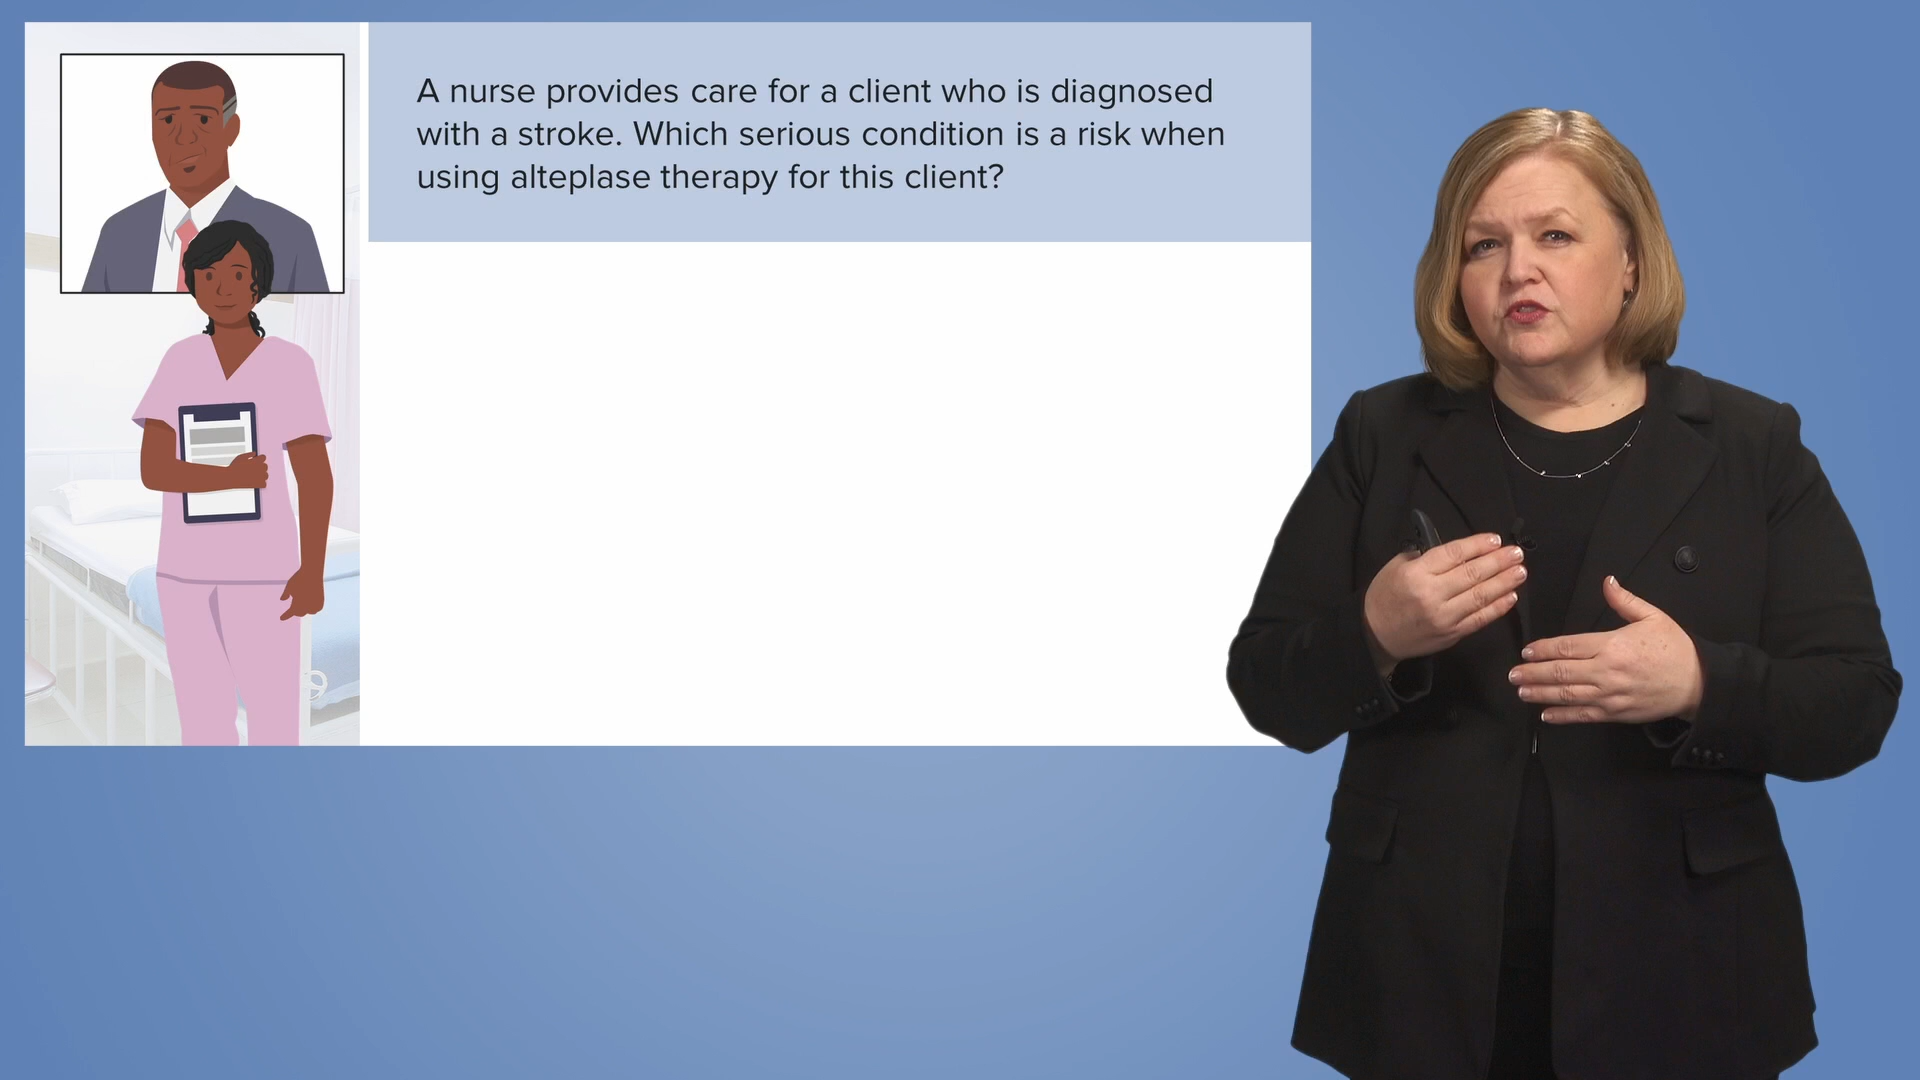 A nurse provides care for a client who is diagnosed
with a stroke. Which serious condition is a risk when
using alteplase therapy for this client?